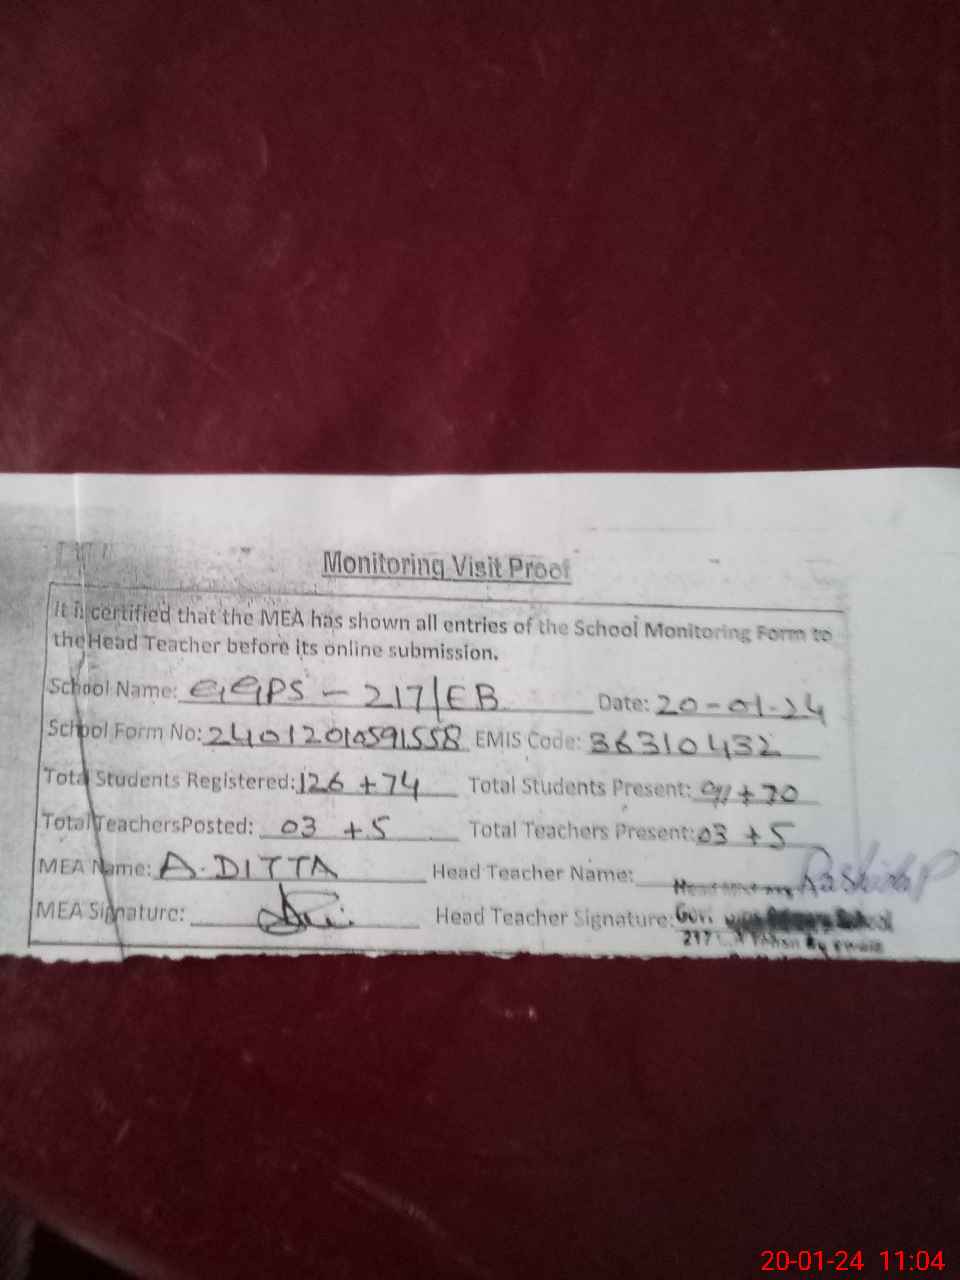 Monitoring Visit Proof
It is certified that the MEA has shown all entries of the School Monitoring Form to
the Head Teacher before its online submission.
School Name: GGPS - 217/EB Date: 20-01-24
School Form No: 24012010591558 EMIS Code: 36310432
Total Students Registered: 126 + 74 Total Students Present: 91 + 70
Total Teachers Posted: 03 + 5 Total Teachers Present: 03 + 5
MEA Name: A. DITTA Head Teacher Name: Rashida P
MEA Signature: Head Teacher Signature:
20-01-24 11:04